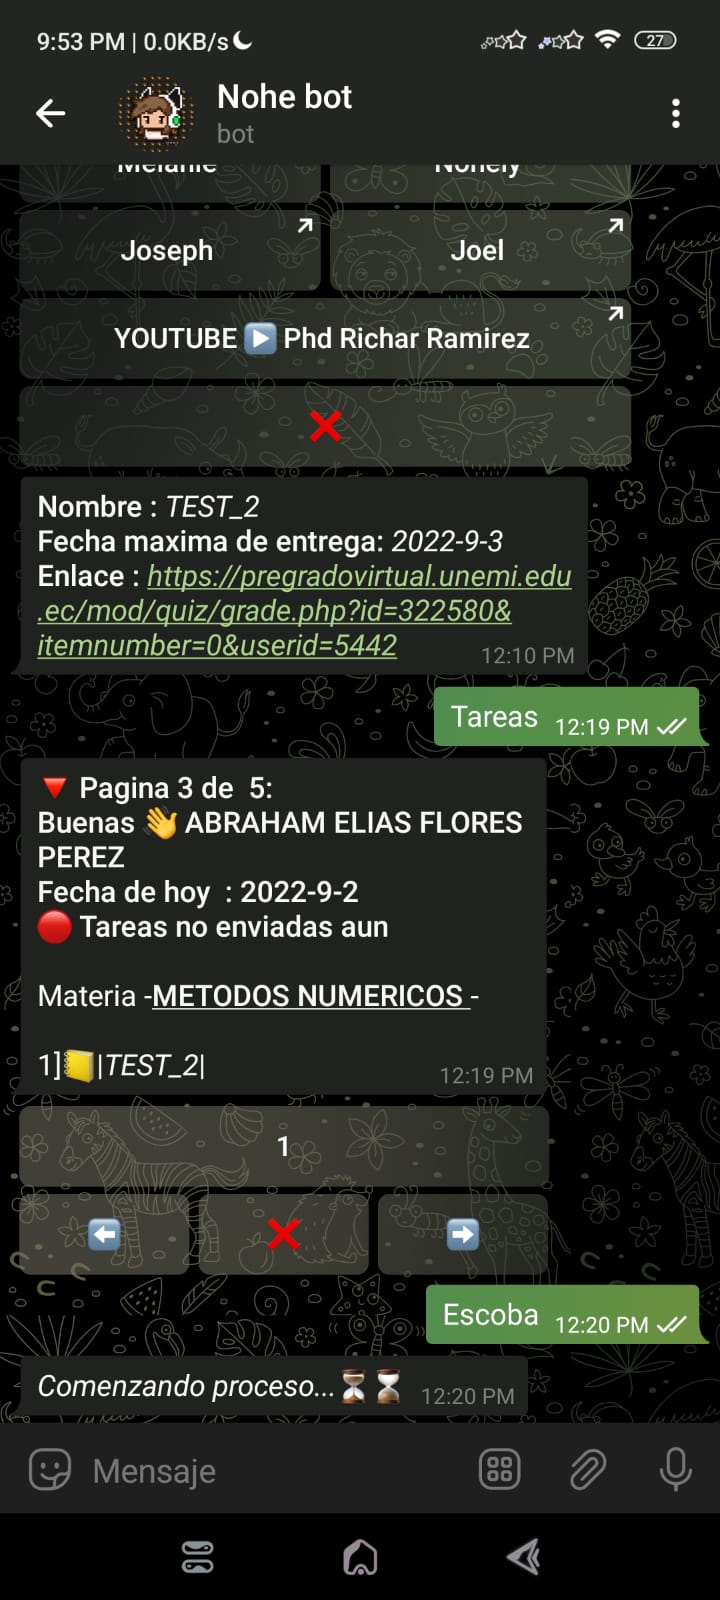 9:53 PM | 0.0KB/s
27
Nohe bot
bot
Melanie
Nohely
Joseph
Joel
YOUTUBE ▶️ Phd Richar Ramirez
❌
Nombre : TEST_2
Fecha maxima de entrega: 2022-9-3
Enlace : https://pregradovirtual.unemi.edu
.ec/mod/quiz/grade.php?id=322580&
itemnumber=0&userid=5442
12:10 PM
Tareas 12:19 PM
🔻 Pagina 3 de 5:
Buenas 👋 ABRAHAM ELIAS FLORES
PEREZ
Fecha de hoy : 2022-9-2
🔴 Tareas no enviadas aun
Materia -METODOS NUMERICOS -
1]📒|TEST_2|
12:19 PM
1
⬅️ ❌ ➡️
Escoba 12:20 PM
Comenzando proceso...⏳⌛ 12:20 PM
Mensaje